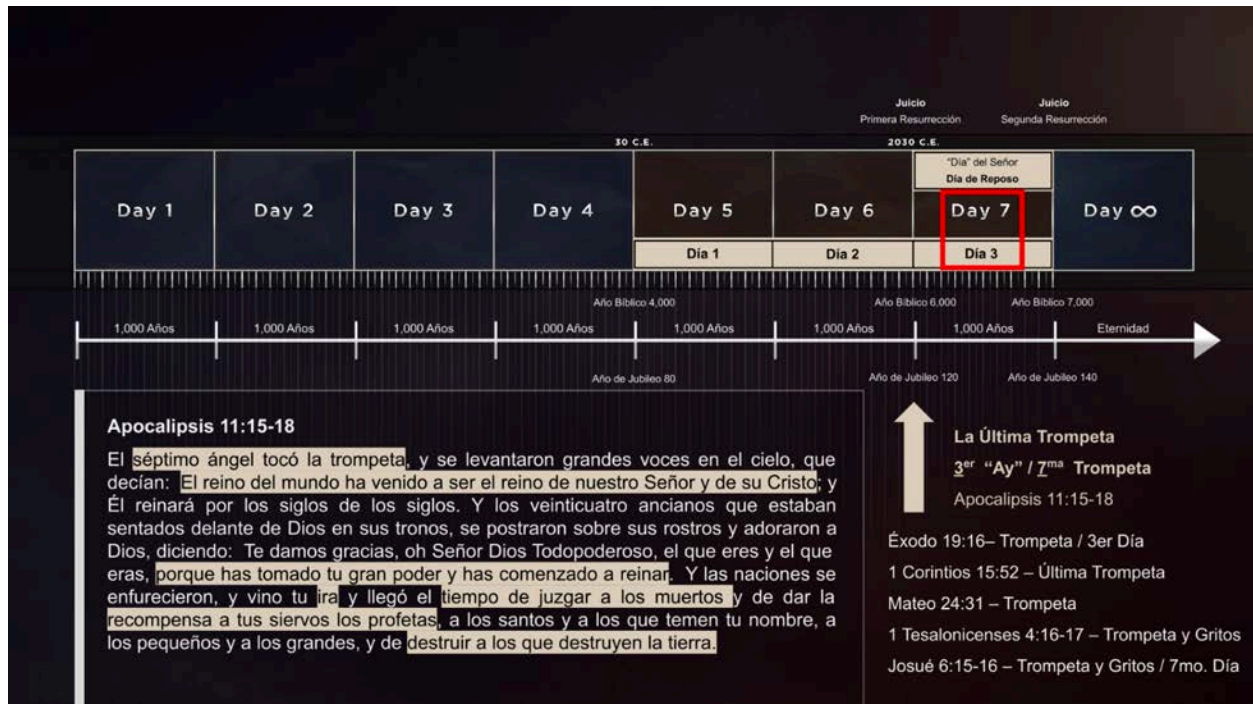 Juicio Juicio
Primera Resurrección Segunda Resurrección
30 C.E. 2030 C.E.
"Dia" del Señor
Día de Reposo
Day 1 Day 2 Day 3 Day 4 Day 5 Day 6 Day 7 Day ∞
Día 1 Día 2 Día 3
Año Bíblico 4,000 Año Bíblico 6,000 Año Bíblico 7,000
1,000 Años 1,000 Años 1,000 Años 1,000 Años 1,000 Años 1,000 Años 1,000 Años Eternidad
Año de Jubileo 80 Año de Jubileo 120 Año de Jubileo 140
Apocalipsis 11:15-18
El séptimo ángel tocó la trompeta, y se levantaron grandes voces en el cielo, que
decían: El reino del mundo ha venido a ser el reino de nuestro Señor y de su Cristo; y
Él reinará por los siglos de los siglos. Y los veinticuatro ancianos que estaban
sentados delante de Dios en sus tronos, se postraron sobre sus rostros y adoraron a
Dios, diciendo: Te damos gracias, oh Señor Dios Todopoderoso, el que eres y el que
eras, porque has tomado tu gran poder y has comenzado a reinar. Y las naciones se
enfurecieron, y vino tu ira y llegó el tiempo de juzgar a los muertos y de dar la
recompensa a tus siervos los profetas, a los santos y a los que temen tu nombre, a
los pequeños y a los grandes, y de destruir a los que destruyen la tierra.
La Última Trompeta
3er "Ay" / 7ma Trompeta
Apocalipsis 11:15-18
Éxodo 19:16– Trompeta / 3er Día
1 Corintios 15:52 – Última Trompeta
Mateo 24:31 – Trompeta
1 Tesalonicenses 4:16-17 – Trompeta y Gritos
Josué 6:15-16 – Trompeta y Gritos / 7mo. Día